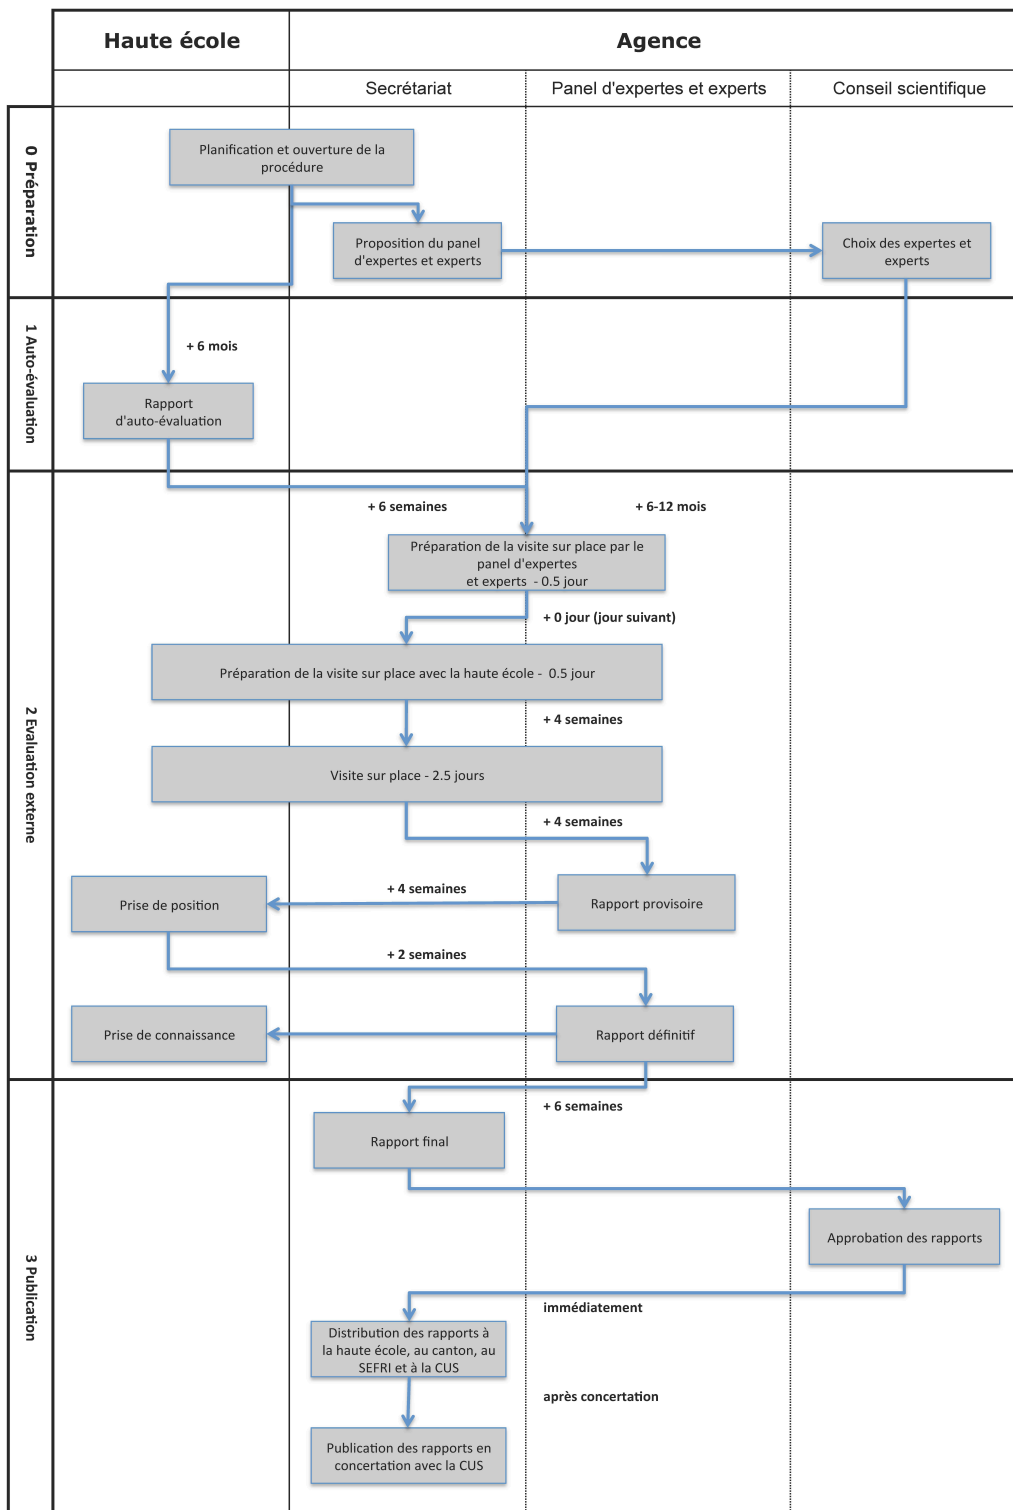 Haute école
Agence
Secrétariat
Panel d'expertes et experts
Conseil scientifique
0 Préparation
Planification et ouverture de la
procédure
Proposition du panel
d'expertes et experts
Choix des expertes et
experts
1 Auto-évaluation
+ 6 mois
Rapport
d'auto-évaluation
2 Evaluation externe
+ 6 semaines
+ 6-12 mois
Préparation de la visite sur place par le
panel d'expertes
et experts - 0.5 jour
+ 0 jour (jour suivant)
Préparation de la visite sur place avec la haute école - 0.5 jour
+ 4 semaines
Visite sur place - 2.5 jours
+ 4 semaines
+ 4 semaines
Prise de position
Rapport provisoire
+ 2 semaines
Prise de connaissance
Rapport définitif
3 Publication
+ 6 semaines
Rapport final
Approbation des rapports
immédiatement
Distribution des rapports à
la haute école, au canton, au
SEFRI et à la CUS
après concertation
Publication des rapports en
concertation avec la CUS